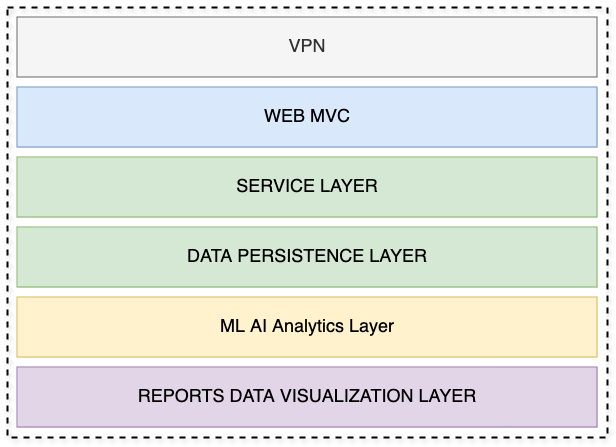 VPN
WEB MVC
SERVICE LAYER
DATA PERSISTENCE LAYER
ML AI Analytics Layer
REPORTS DATA VISUALIZATION LAYER